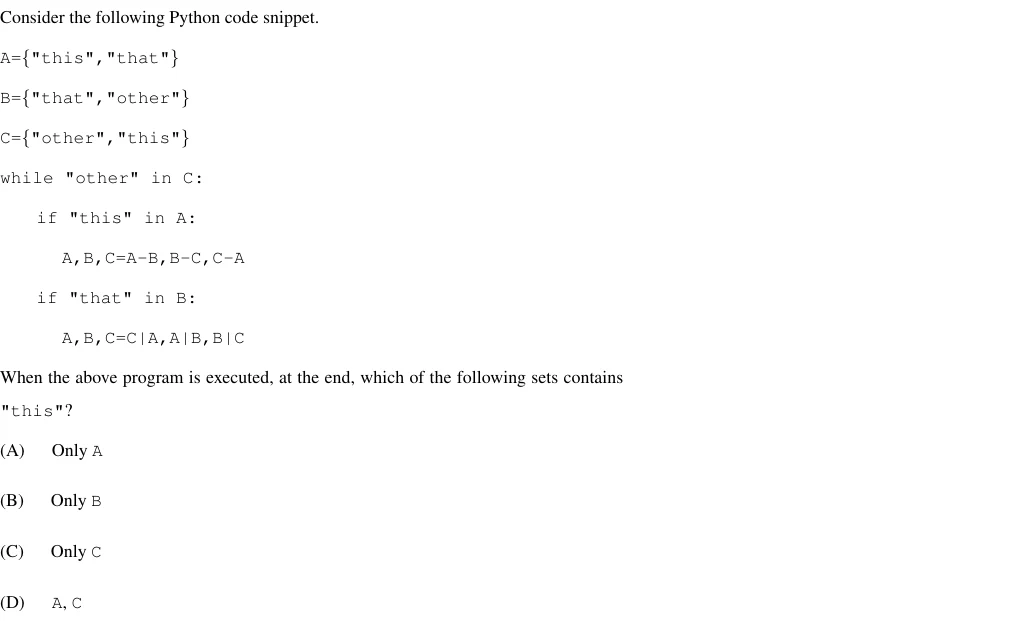 Consider the following Python code snippet.
A={"this","that"}
B={"that","other"}
C={"other","this"}
while "other" in C:
if "this" in A:
A,B,C=A-B,B-C,C-A
if "that" in B:
A,B,C=C|A,A|B,B|C
When the above program is executed, at the end, which of the following sets contains
"this"?
(A) Only A
(B) Only B
(C) Only C
(D) A, C